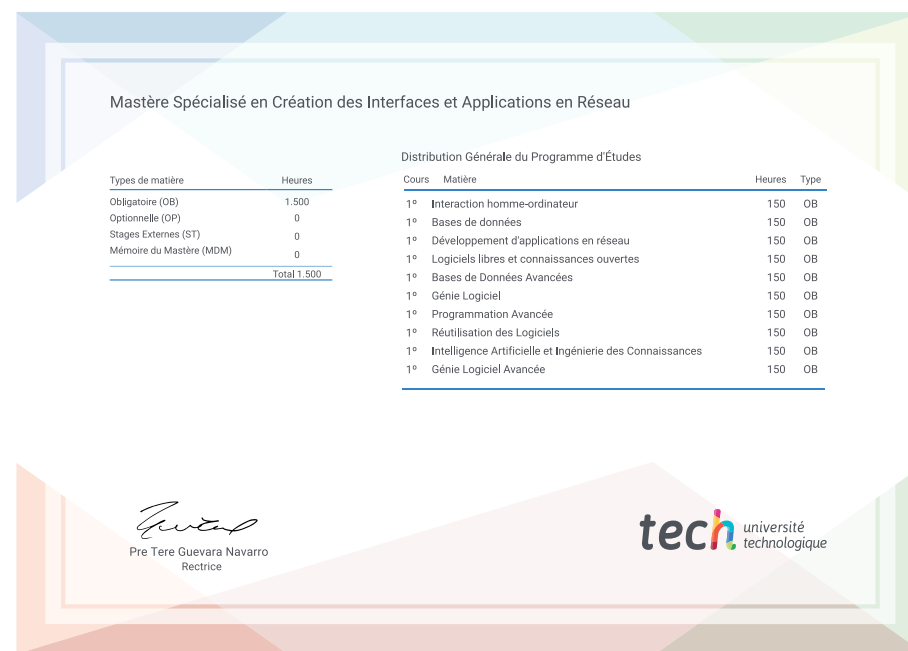 Mastère Spécialisé en Création des Interfaces et Applications en Réseau
Types de matière Heures
Obligatoire (OB) 1.500
Optionnelle (OP) 0
Stages Externes (ST) 0
Mémoire du Mastère (MDM) 0
Total 1.500
Distribution Générale du Programme d'Études
Cours Matière Heures Type
1º Interaction homme-ordinateur 150 OB
1º Bases de données 150 OB
1º Développement d'applications en réseau 150 OB
1º Logiciels libres et connaissances ouvertes 150 OB
1º Bases de Données Avancées 150 OB
1º Génie Logiciel 150 OB
1º Programmation Avancée 150 OB
1º Réutilisation des Logiciels 150 OB
1º Intelligence Artificielle et Ingénierie des Connaissances 150 OB
1º Génie Logiciel Avancée 150 OB
Pre Tere Guevara Navarro
Rectrice
tech université
technologique